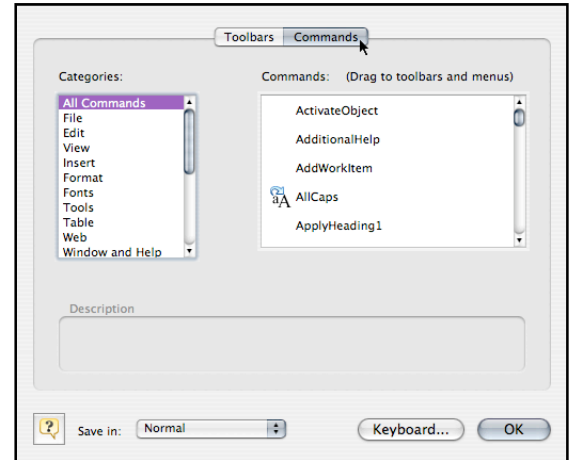 Toolbars Commands
Categories: Commands: (Drag to toolbars and menus)
All Commands
File
Edit
View
Insert
Format
Fonts
Tools
Table
Web
Window and Help
ActivateObject
AdditionalHelp
AddWorkItem
aA AllCaps
ApplyHeading1
Description
? Save in: Normal Keyboard... OK